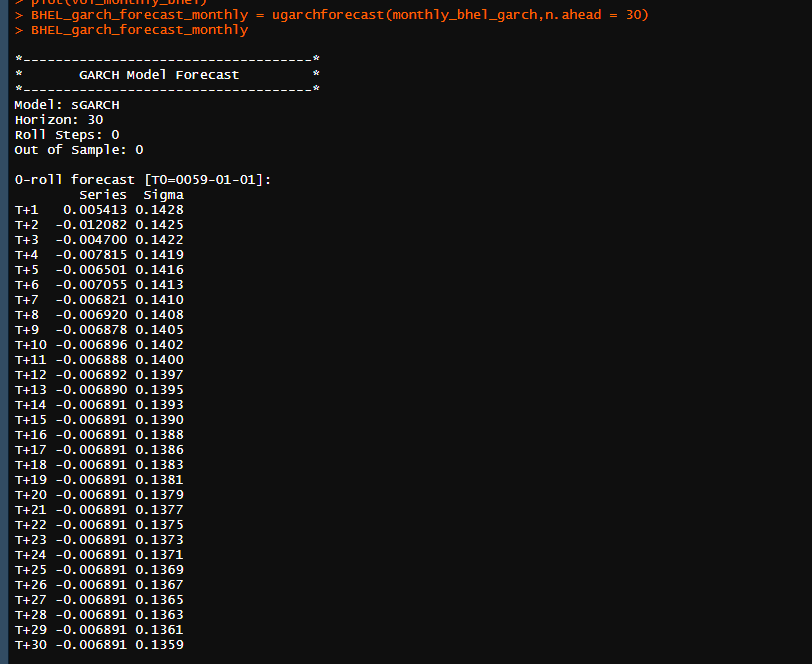 > plot(vol_monthly_bhel)
> BHEL_garch_forecast_monthly = ugarchforecast(monthly_bhel_garch,n.ahead = 30)
> BHEL_garch_forecast_monthly
*------------------------------------*
*       GARCH Model Forecast         *
*------------------------------------*
Model: sGARCH
Horizon: 30
Roll Steps: 0
Out of Sample: 0
0-roll forecast [T0=0059-01-01]:
        Series  Sigma
T+1   0.005413 0.1428
T+2  -0.012082 0.1425
T+3  -0.004700 0.1422
T+4  -0.007815 0.1419
T+5  -0.006501 0.1416
T+6  -0.007055 0.1413
T+7  -0.006821 0.1410
T+8  -0.006920 0.1408
T+9  -0.006878 0.1405
T+10 -0.006896 0.1402
T+11 -0.006888 0.1400
T+12 -0.006892 0.1397
T+13 -0.006890 0.1395
T+14 -0.006891 0.1393
T+15 -0.006891 0.1390
T+16 -0.006891 0.1388
T+17 -0.006891 0.1386
T+18 -0.006891 0.1383
T+19 -0.006891 0.1381
T+20 -0.006891 0.1379
T+21 -0.006891 0.1377
T+22 -0.006891 0.1375
T+23 -0.006891 0.1373
T+24 -0.006891 0.1371
T+25 -0.006891 0.1369
T+26 -0.006891 0.1367
T+27 -0.006891 0.1365
T+28 -0.006891 0.1363
T+29 -0.006891 0.1361
T+30 -0.006891 0.1359